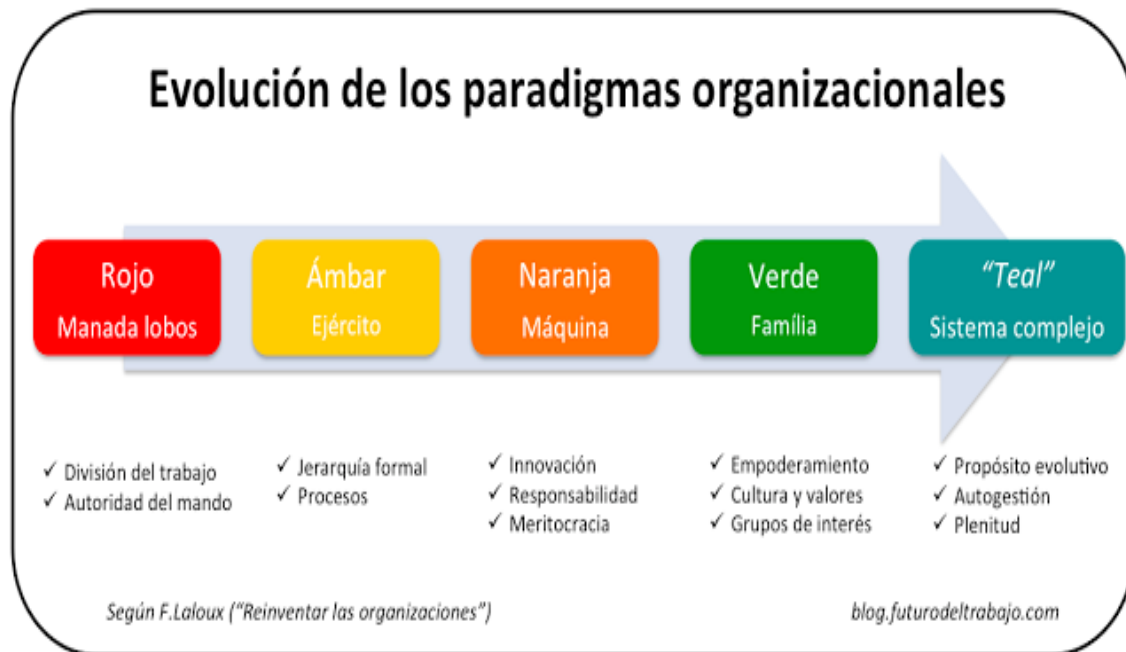 Evolución de los paradigmas organizacionales
Rojo
Manada lobos
Ámbar
Ejército
Naranja
Máquina
Verde
Família
“Teal”
Sistema complejo
✓ División del trabajo
✓ Autoridad del mando
✓ Jerarquía formal
✓ Procesos
✓ Innovación
✓ Responsabilidad
✓ Meritocracia
✓ Empoderamiento
✓ Cultura y valores
✓ Grupos de interés
✓ Propósito evolutivo
✓ Autogestión
✓ Plenitud
Según F.Laloux (“Reinventar las organizaciones”)
blog.futurodeltrabajo.com